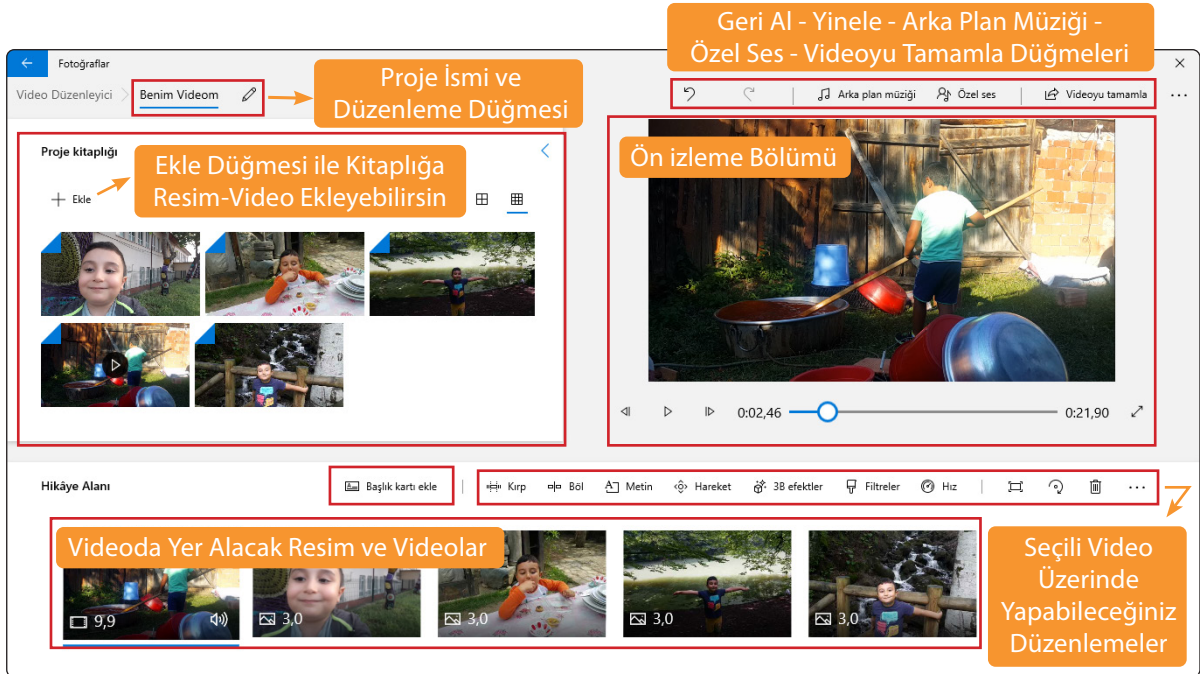 Geri Al - Yinele - Arka Plan Müziği -
Özel Ses - Videoyu Tamamla Düğmeleri
Fotoğraflar
Video Düzenleyici
Benim Videom
Proje İsmi ve
Düzenleme Düğmesi
Arka plan müziği
Özel ses
Videoyu tamamla
Proje kitaplığı
Ekle
Ekle Düğmesi ile Kitaplığa
Resim-Video Ekleyebilirsin
Ön izleme Bölümü
0:02,46
0:21,90
Hikâye Alanı
Başlık kartı ekle
Kırp
Böl
Metin
Hareket
3B efektler
Filtreler
Hız
Videoda Yer Alacak Resim ve Videolar
9,9
3,0
3,0
3,0
3,0
Seçili Video
Üzerinde
Yapabileceğiniz
Düzenlemeler